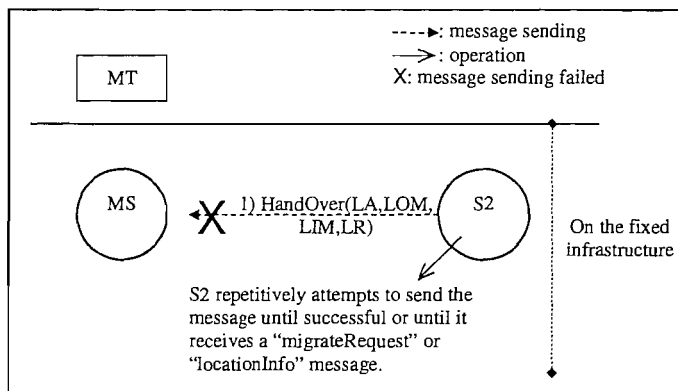 : message sending
: operation
X: message sending failed
MT
MS
1) HandOver(LA,LOM,
LIM,LR)
S2
On the fixed
infrastructure
S2 repetitively attempts to send the
message until successful or until it
receives a “migrateRequest” or
“locationInfo” message.